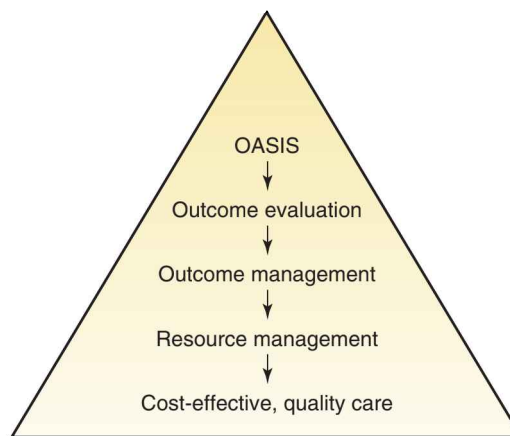 OASIS
Outcome evaluation
Outcome management
Resource management
Cost-effective, quality care